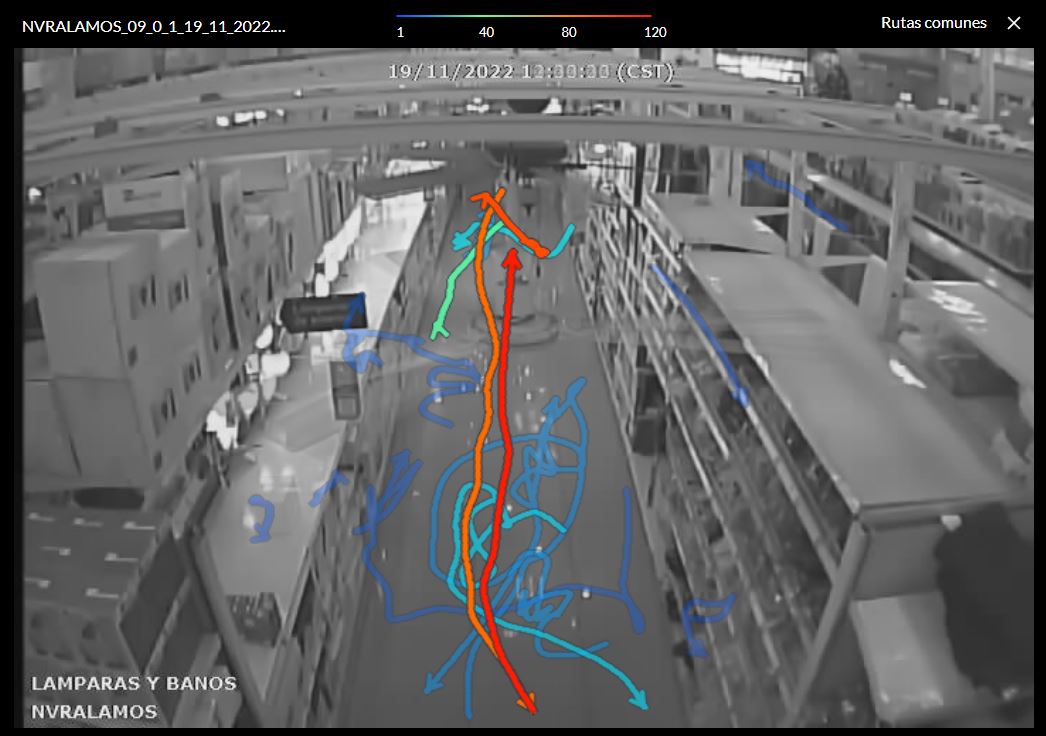 NVRALAMOS_09_0_1_19_11_2022....
1 40 80 120
Rutas comunes
19/11/2022 (CST)
LAMPARAS Y BANOS
NVRALAMOS